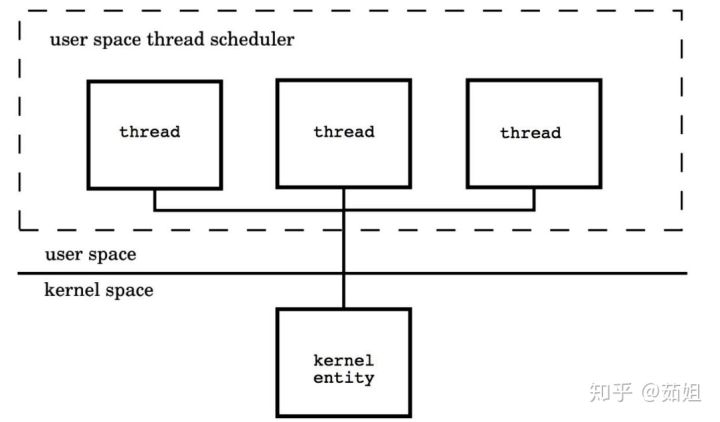 user space thread scheduler
thread
thread
thread
user space
kernel space
kernel
entity
知乎 @茹姐